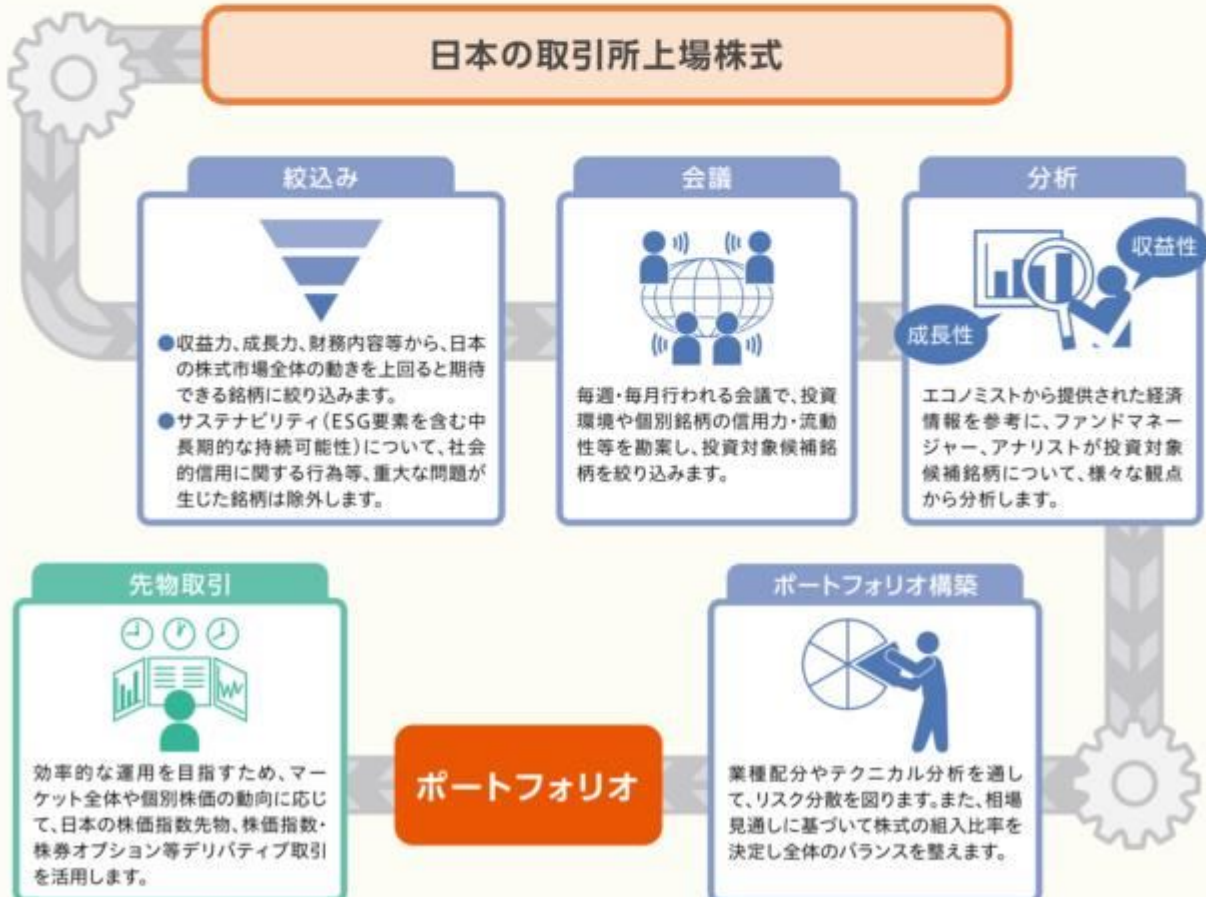 日本の取引所上場株式
絞込み
●収益力、成長力、財務内容等から、日本
の株式市場全体の動きを上回ると期待
できる銘柄に絞り込みます。
●サステナビリティ(ESG要素を含む中
長期的な持続可能性)について、社会
的信用に関する行為等、重大な問題が
生じた銘柄は除外します。
会議
毎週・毎月行われる会議で、投資
環境や個別銘柄の信用力・流動
性等を勘案し、投資対象候補銘
柄を絞り込みます。
分析
収益性
成長性
エコノミストから提供された経済
情報を参考に、ファンドマネー
ジャー、アナリストが投資対象
候補銘柄について、様々な観点
から分析します。
ポートフォリオ構築
業種配分やテクニカル分析を通し
て、リスク分散を図ります。また、相場
見通しに基づいて株式の組入比率を
決定し全体のバランスを整えます。
ポートフォリオ
先物取引
効率的な運用を目指すため、マー
ケット全体や個別株価の動向に応じ
て、日本の株価指数先物、株価指数・
株券オプション等デリバティブ取引
を活用します。